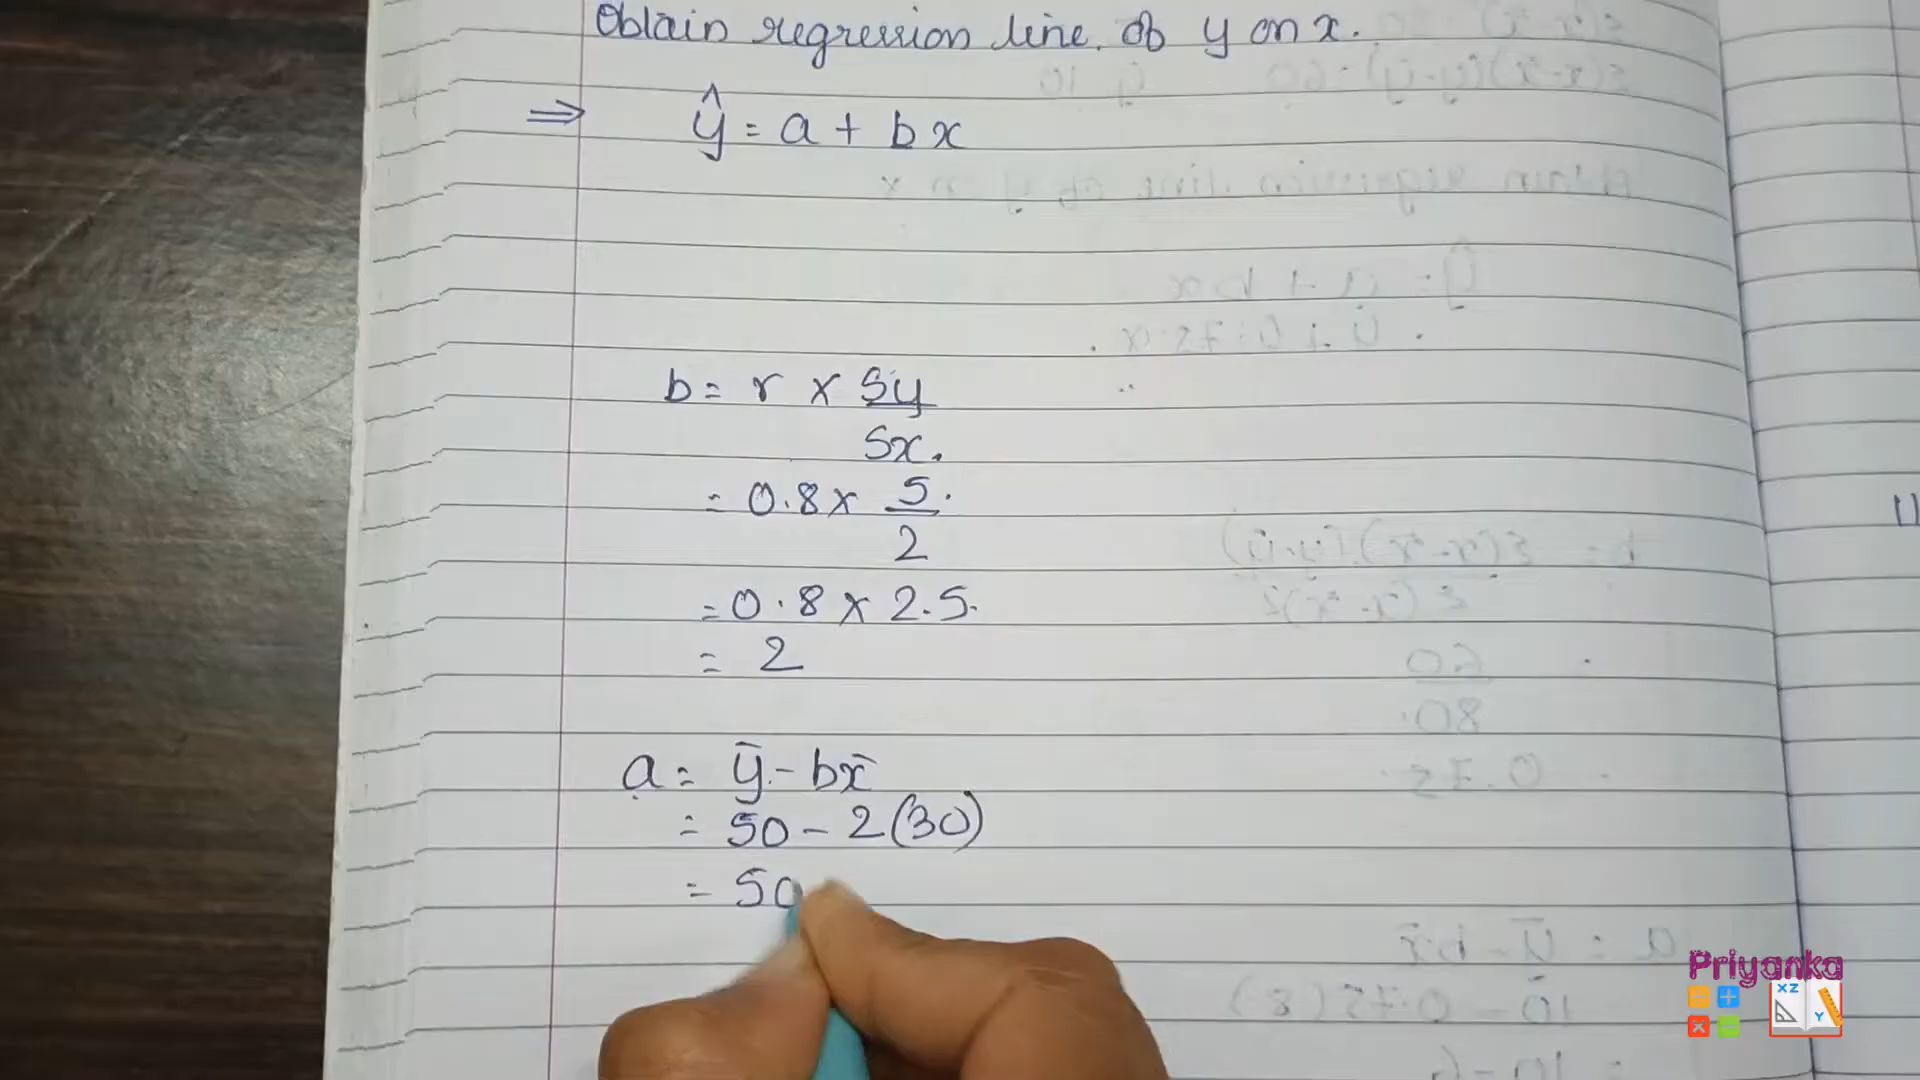 Obtain regression line of y on x.
⇒ ŷ = a + bx
b = r x Sy
Sx.
= 0.8 x 5.
2
= 0.8 x 2.5.
= 2
a = ȳ - bx̄
= 50 - 2(30)
= 50
Priyanka
XZ
Y